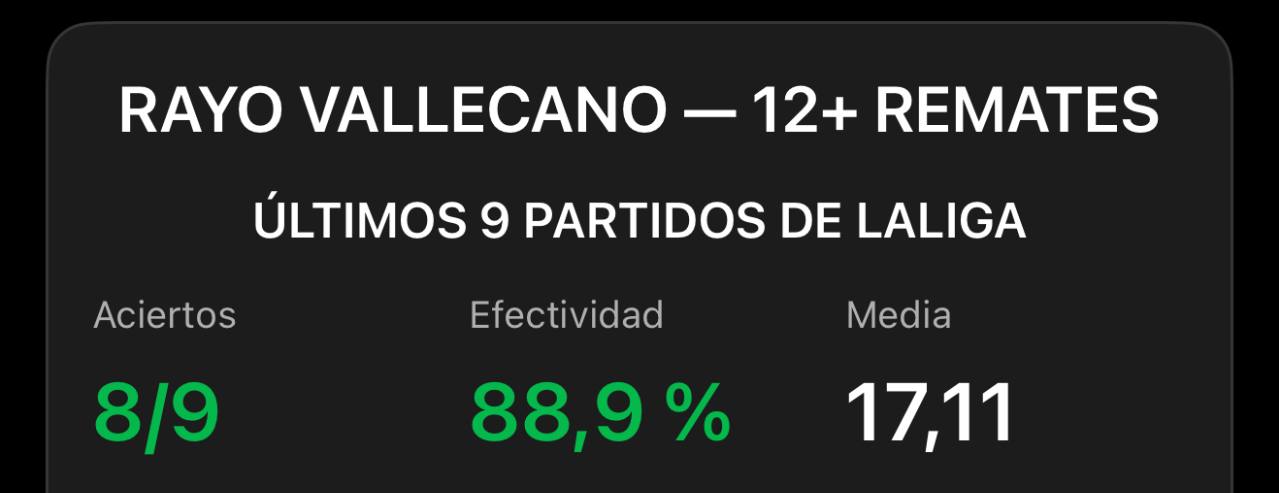 RAYO VALLECANO — 12+ REMATES
ÚLTIMOS 9 PARTIDOS DE LALIGA
Aciertos Efectividad Media
8/9 88,9 % 17,11